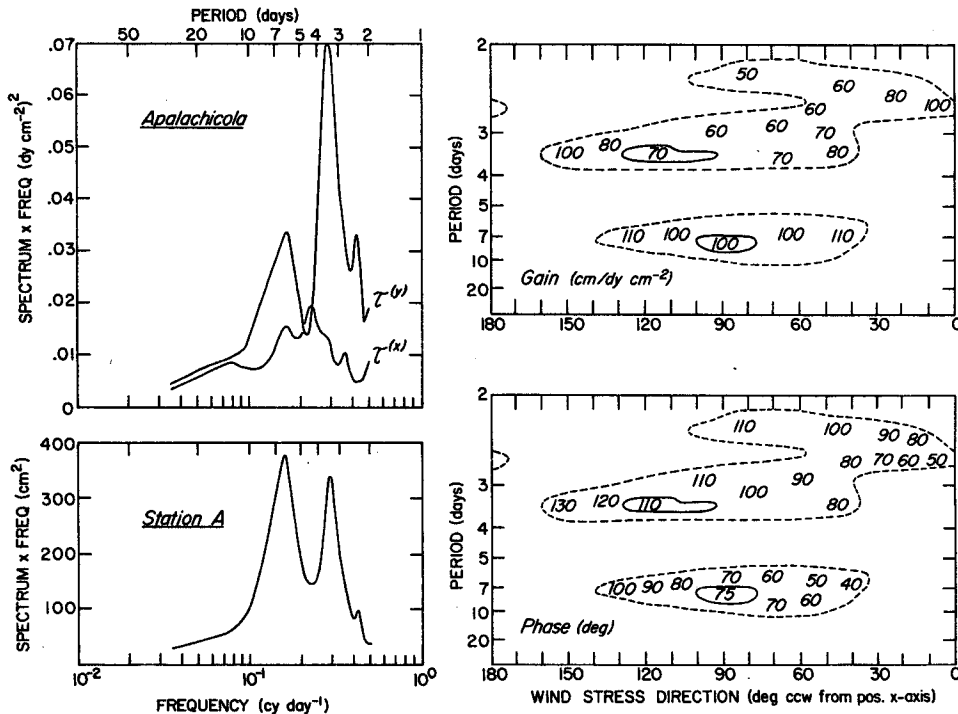 PERIOD (days)
50 20 10 7 5 4 3 2 1
.07
.06
.05
.04
.03
.02
.01
0
SPECTRUM x FREQ (dy cm⁻²)²
Apalachicola
τ(y)
τ(x)
400
300
200
100
SPECTRUM x FREQ (cm²)
Station A
10⁻² 10⁻¹ 10⁰
FREQUENCY (cy day⁻¹)
2
3
4
5
7
10
20
PERIOD (days)
50 60 80 100
60
100 80 70 60 60 70 70 80
110 100 100 100 110
Gain (cm/dy cm⁻²)
180 150 120 90 60 30 0
2
3
4
5
7
10
20
PERIOD (days)
110 100 90 80
80 70 60 50
130 120 110 110 100 90 80
100 90 80 70 75 60 70 50 60 40
Phase (deg)
180 150 120 90 60 30 0
WIND STRESS DIRECTION (deg ccw from pos. x-axis)